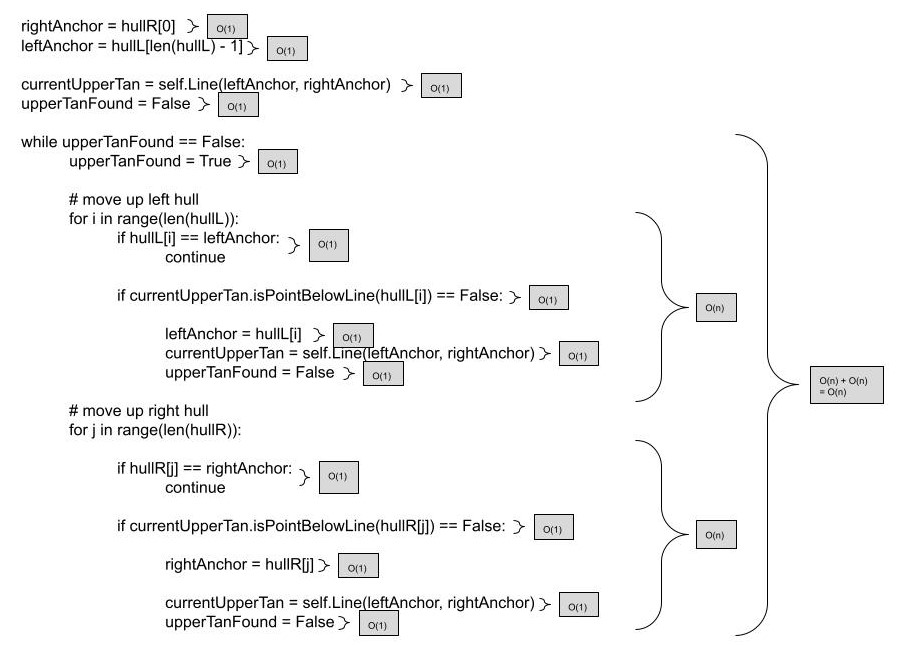 rightAnchor = hullR[0] O(1)
leftAnchor = hullL[len(hullL) - 1] O(1)
currentUpperTan = self.Line(leftAnchor, rightAnchor) O(1)
upperTanFound = False O(1)
while upperTanFound == False:
upperTanFound = True O(1)
# move up left hull
for i in range(len(hullL)):
if hullL[i] == leftAnchor: O(1)
continue
if currentUpperTan.isPointBelowLine(hullL[i]) == False: O(1)
O(n)
leftAnchor = hullL[i] O(1)
currentUpperTan = self.Line(leftAnchor, rightAnchor) O(1)
upperTanFound = False O(1)
O(n) + O(n)
= O(n)
# move up right hull
for j in range(len(hullR)):
if hullR[j] == rightAnchor: O(1)
continue
if currentUpperTan.isPointBelowLine(hullR[j]) == False: O(1)
O(n)
rightAnchor = hullR[j] O(1)
currentUpperTan = self.Line(leftAnchor, rightAnchor) O(1)
upperTanFound = False O(1)